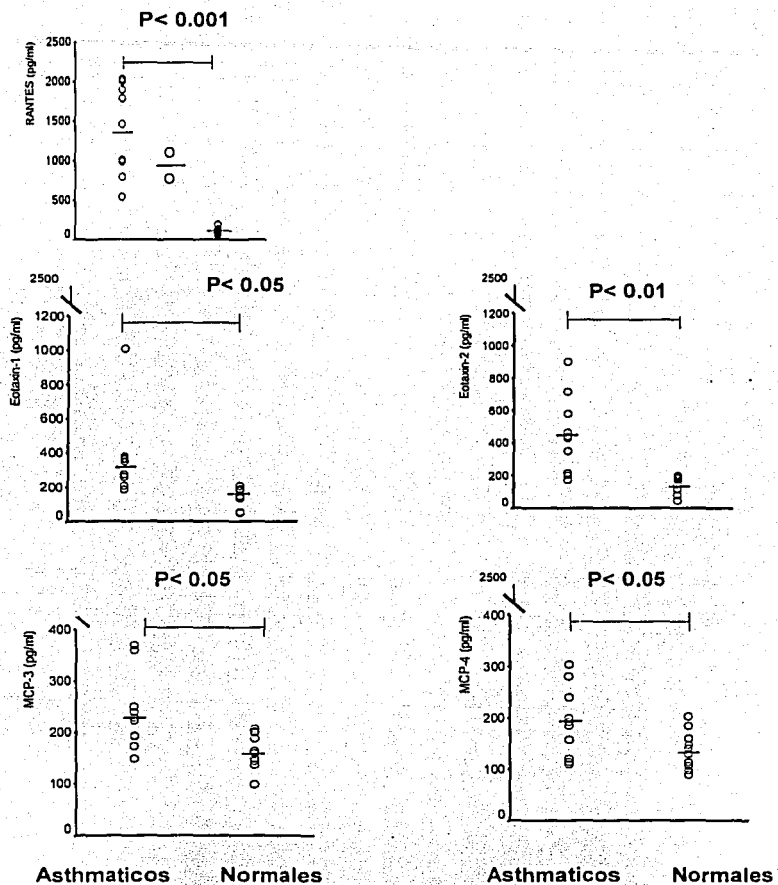 P< 0.001
RANTES (pg/ml)
2500
2000
1500
1000
500
0
P< 0.05
Eotaxin-1 (pg/ml)
2500
1200
1000
800
600
400
200
0
P< 0.01
Eotaxin-2 (pg/ml)
2500
1200
1000
800
600
400
200
0
P< 0.05
MCP-3 (pg/ml)
400
300
200
100
0
P< 0.05
MCP-4 (pg/ml)
2500
400
300
200
100
0
Asthmaticos Normales
Asthmaticos Normales